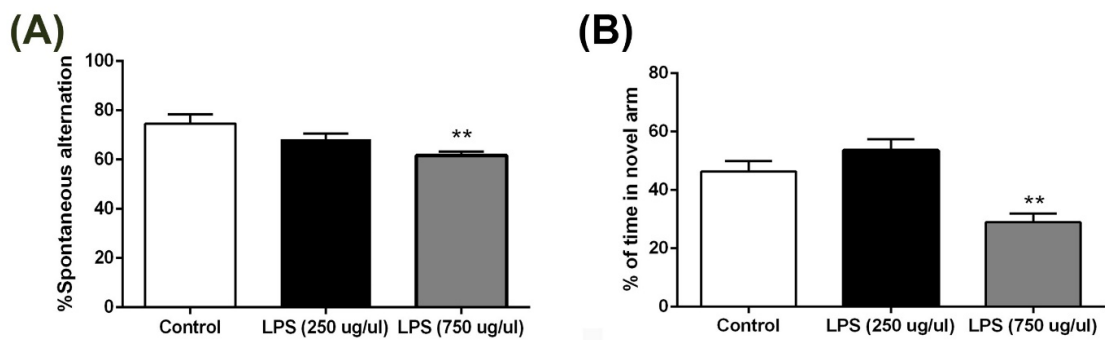 (A)
%Spontaneous alternation
100
80
60
40
20
0
**
Control
LPS (250 ug/ul)
LPS (750 ug/ul)
(B)
% of time in novel arm
80
60
40
20
0
**
Control
LPS (250 ug/ul)
LPS (750 ug/ul)